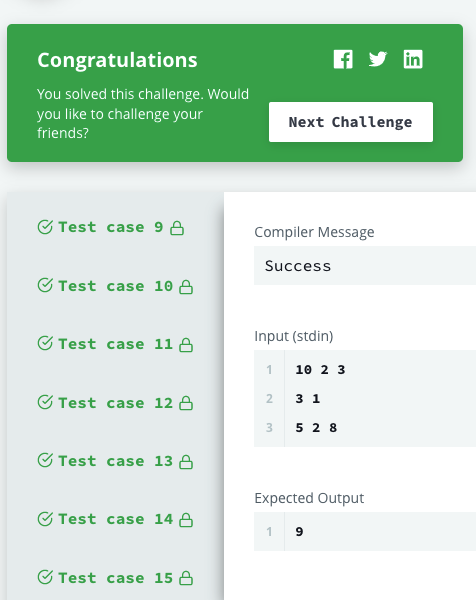 Congratulations
You solved this challenge. Would
you like to challenge your
friends?
Next Challenge
Test case 9
Test case 10
Test case 11
Test case 12
Test case 13
Test case 14
Test case 15
Compiler Message
Success
Input (stdin)
1 10 2 3
2 3 1
3 5 2 8
Expected Output
1 9